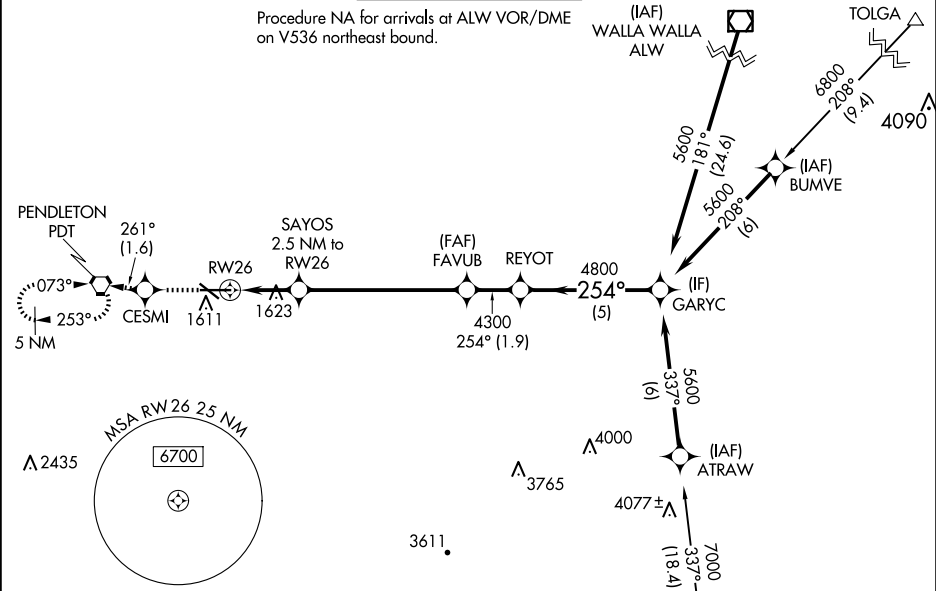 Procedure NA for arrivals at ALW VOR/DME
on V536 northeast bound.
(IAF)
WALLA WALLA
ALW
TOLGA
6800
208°
(9.4)
4090
5600
181°
(24.6)
(IAF)
BUMVE
5600
208°
(6)
PENDLETON
PDT
261°
(1.6)
SAYOS
2.5 NM to
RW26
RW26
(FAF)
FAVUB
REYOT
4800
254°
(5)
(IF)
GARYC
073°
253°
5 NM
CESMI
1611
1623
4300
254° (1.9)
5600
337°
(6)
MSA RW26 25 NM
6700
2435
4000
3765
(IAF)
ATRAW
4077±
3611
7000
337°
(18.4)